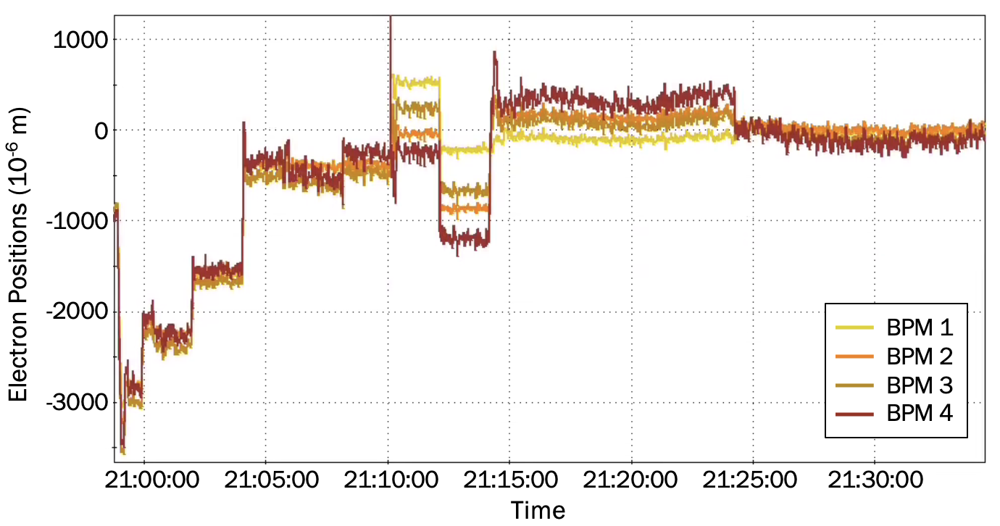 Electron Positions (10⁻⁶ m)
1000
0
-1000
-2000
-3000
BPM 1
BPM 2
BPM 3
BPM 4
21:00:00 21:05:00 21:10:00 21:15:00 21:20:00 21:25:00 21:30:00
Time